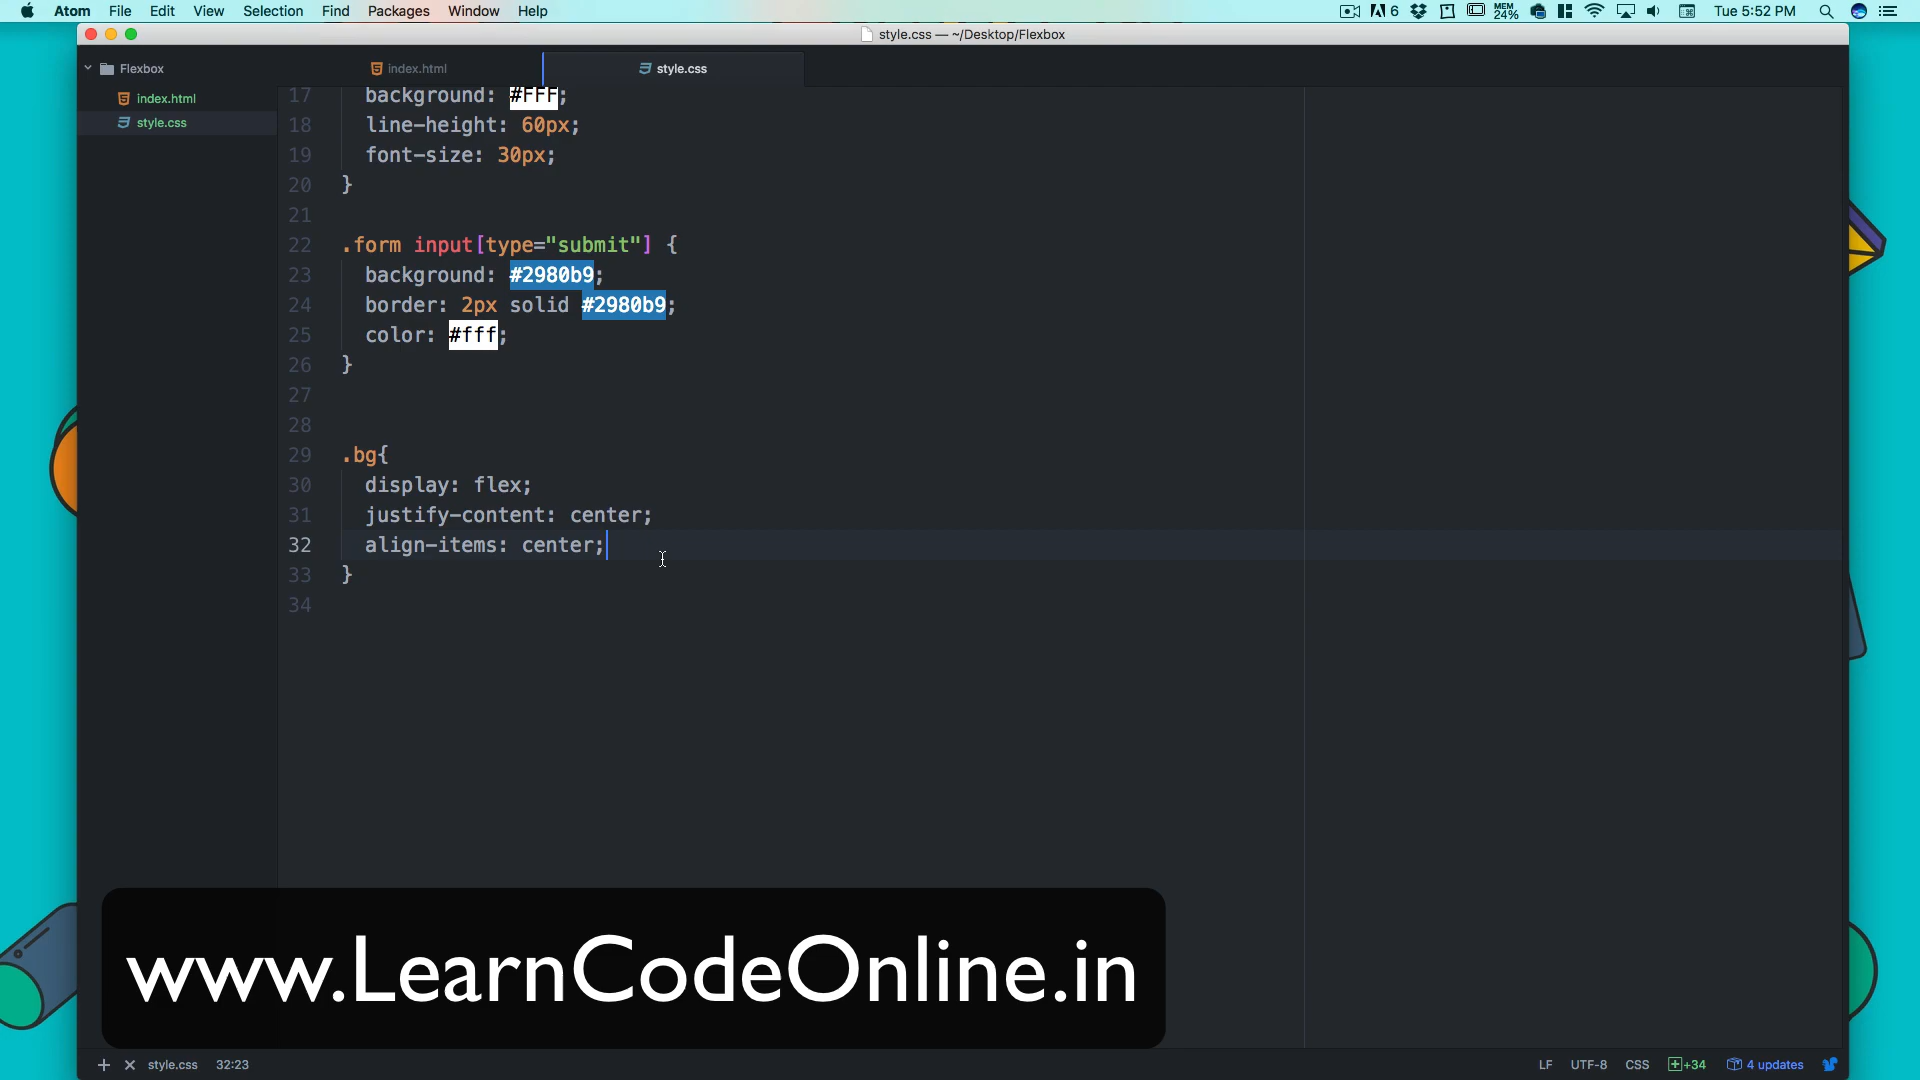 Atom File Edit View Selection Find Packages Window Help 6 MEM 24% Tue 5:52 PM
style.css — ~/Desktop/Flexbox
Flexbox
index.html
style.css
index.html
style.css
17 background: #FFF;
18 line-height: 60px;
19 font-size: 30px;
20 }
21
22 .form input[type="submit"] {
23 background: #2980b9;
24 border: 2px solid #2980b9;
25 color: #fff;
26 }
27
28
29 .bg{
30 display: flex;
31 justify-content: center;
32 align-items: center;
33 }
34
www.LearnCodeOnline.in
style.css 32:23 LF UTF-8 CSS +34 4 updates